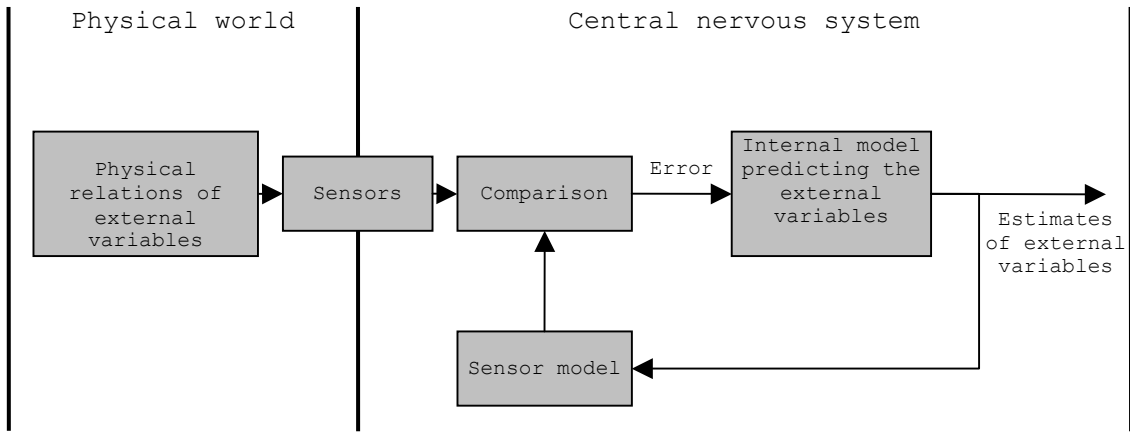 Physical world
Central nervous system
Physical
relations of
external
variables
Sensors
Comparison
Error
Internal model
predicting the
external
variables
Estimates
of external
variables
Sensor model